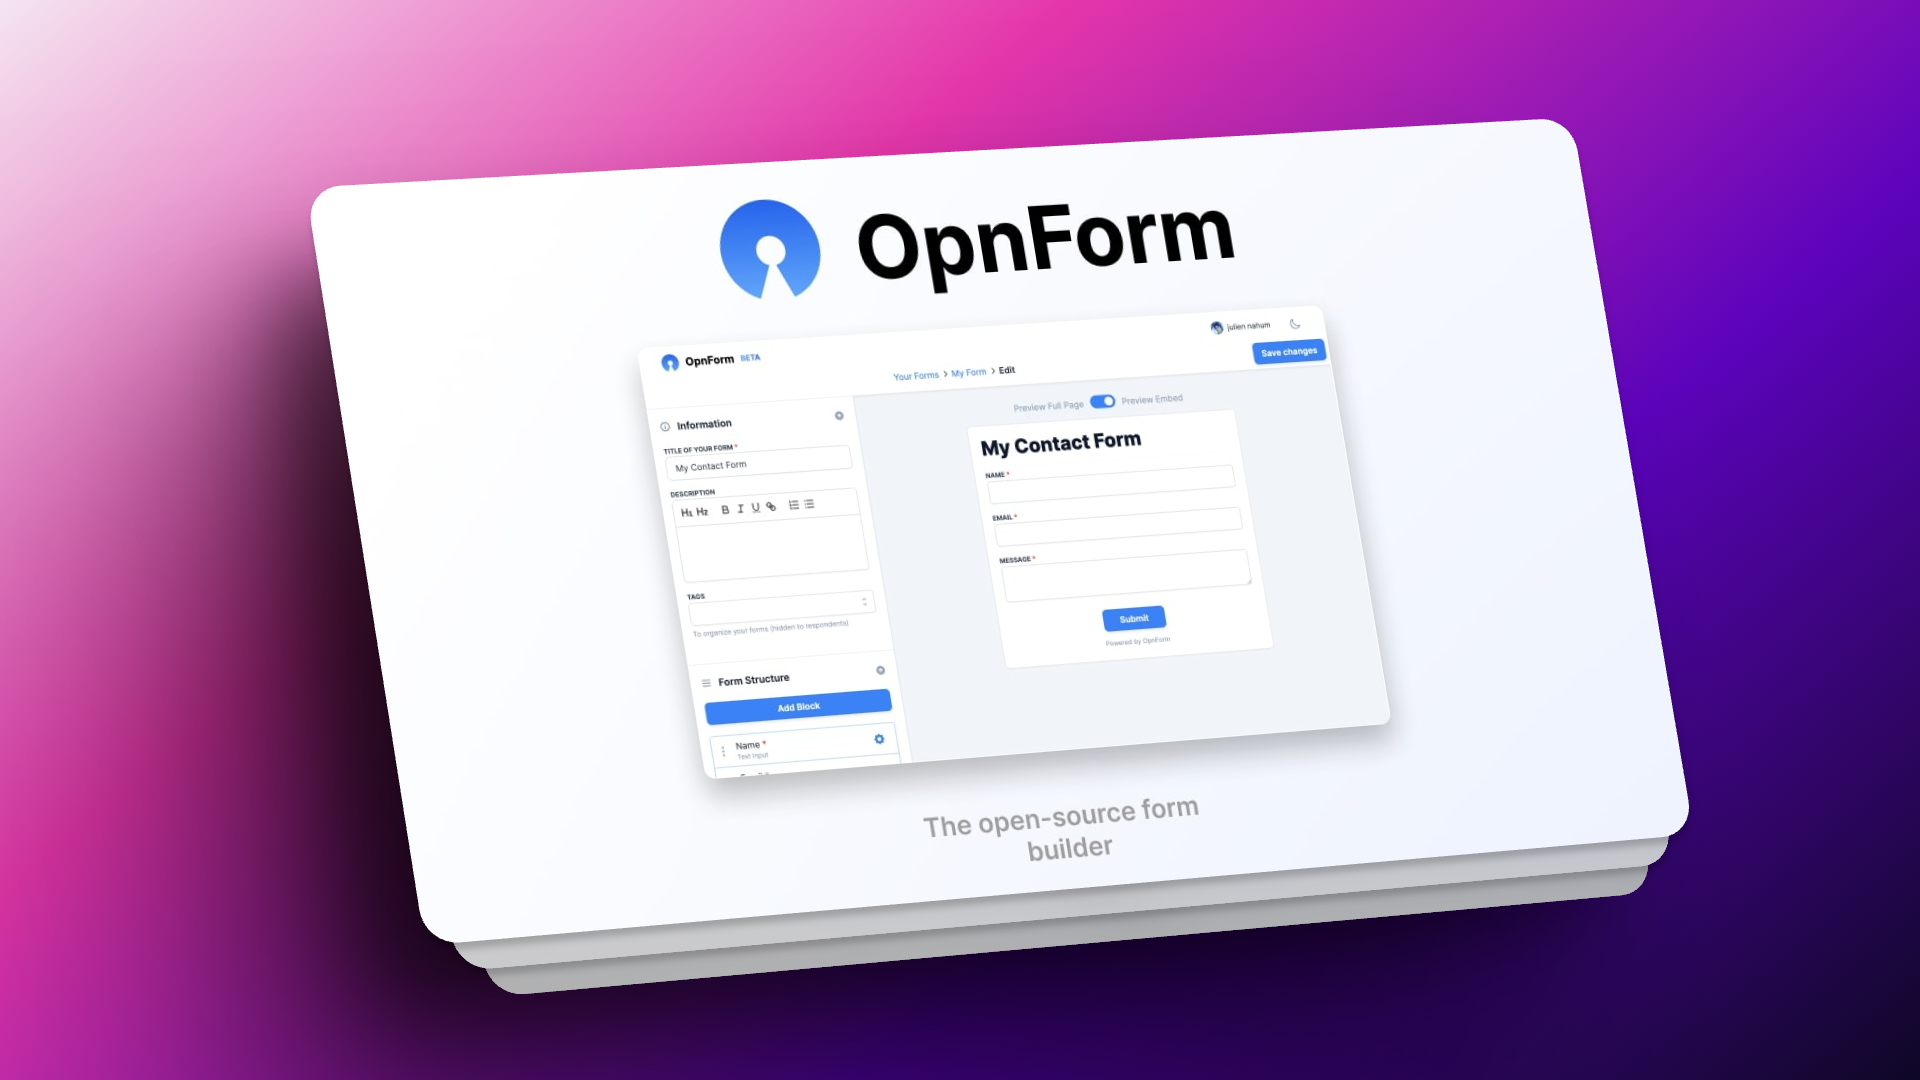 OpnForm
OpnForm BETA
julien nahum
Your Forms > My Form > Edit
Save changes
Information
TITLE OF YOUR FORM *
My Contact Form
DESCRIPTION
H1 H2 B I U
TAGS
To organize your forms (hidden to respondents)
Form Structure
Add Block
Name *
Text Input
Preview Full Page
Preview Embed
My Contact Form
NAME *
EMAIL *
MESSAGE *
Submit
Powered by OpnForm
The open-source form
builder